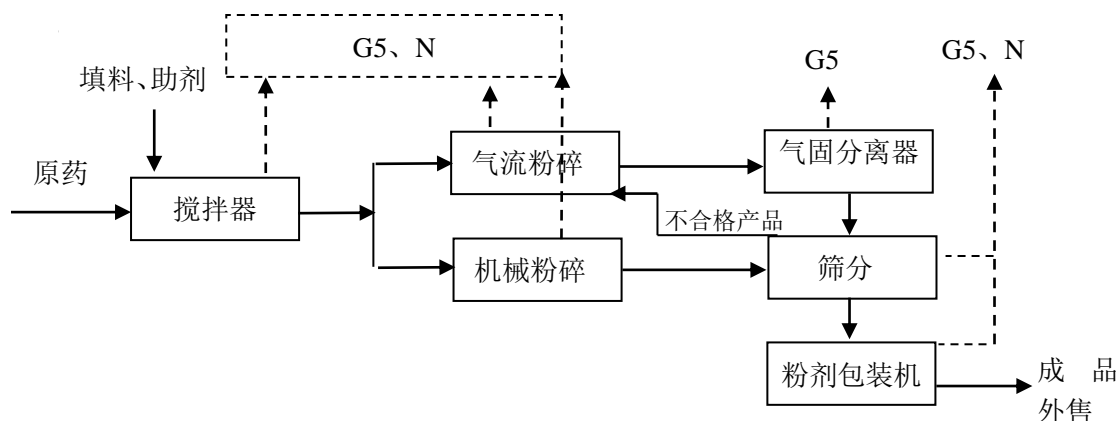 G5、N
G5、N
G5
填料、助剂
气流粉碎
气固分离器
原药
搅拌器
不合格产品
机械粉碎
筛分
粉剂包装机
成 品
外售